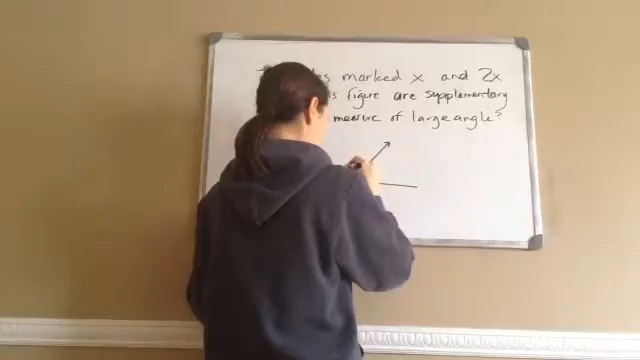 marked x and 2x
figure are supplementary
measure of large angle?